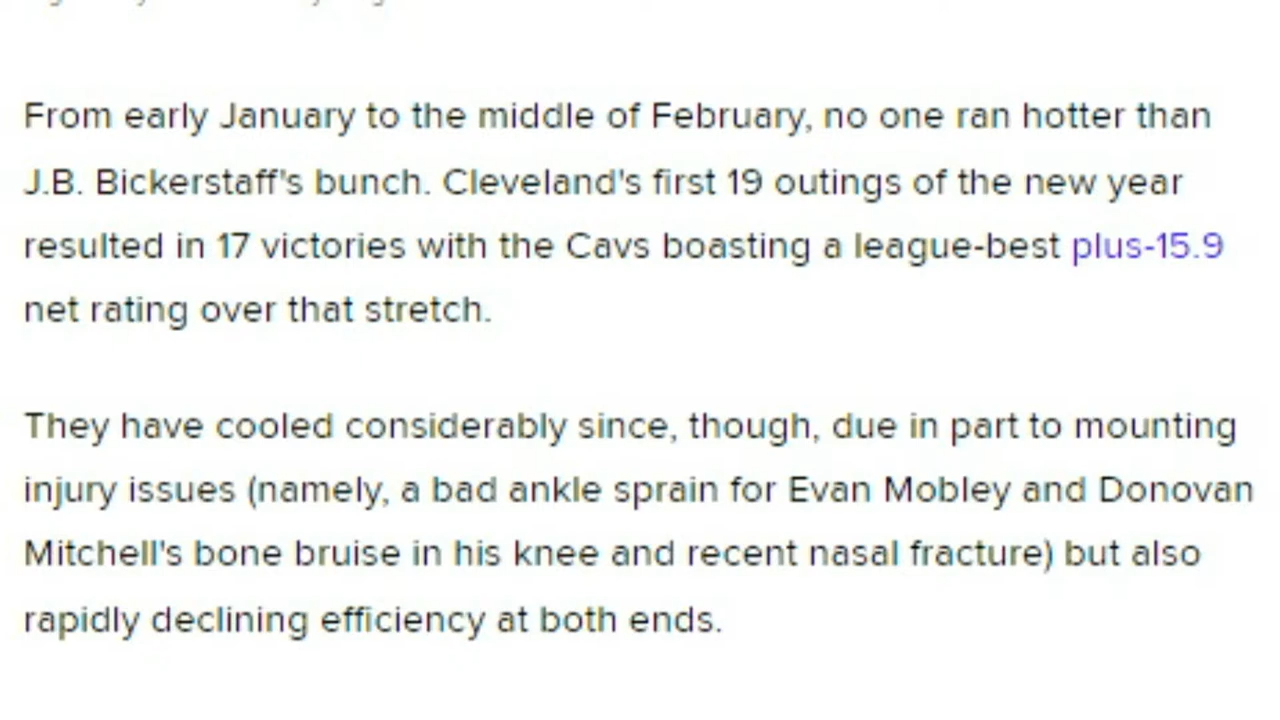 From early January to the middle of February, no one ran hotter than
J.B. Bickerstaff's bunch. Cleveland's first 19 outings of the new year
resulted in 17 victories with the Cavs boasting a league-best plus-15.9
net rating over that stretch.
They have cooled considerably since, though, due in part to mounting
injury issues (namely, a bad ankle sprain for Evan Mobley and Donovan
Mitchell's bone bruise in his knee and recent nasal fracture) but also
rapidly declining efficiency at both ends.